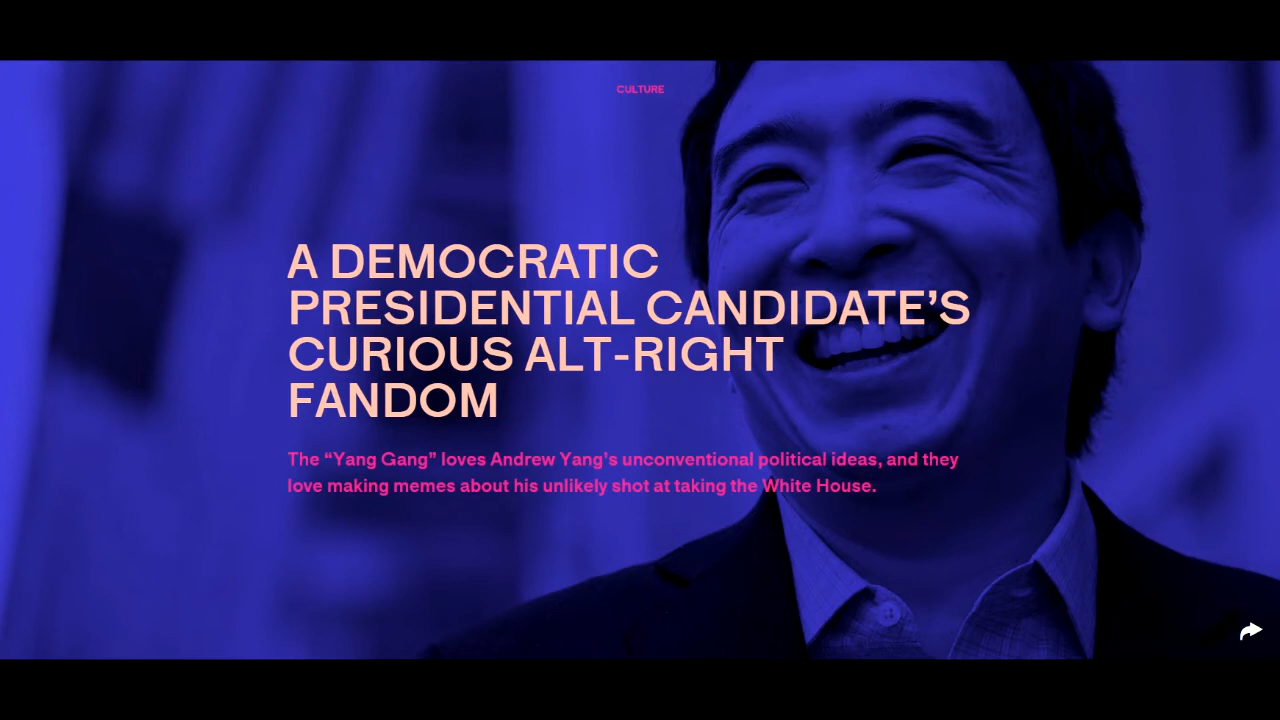 CULTURE
A DEMOCRATIC
PRESIDENTIAL CANDIDATE’S
CURIOUS ALT-RIGHT
FANDOM
The “Yang Gang” loves Andrew Yang’s unconventional political ideas, and they
love making memes about his unlikely shot at taking the White House.